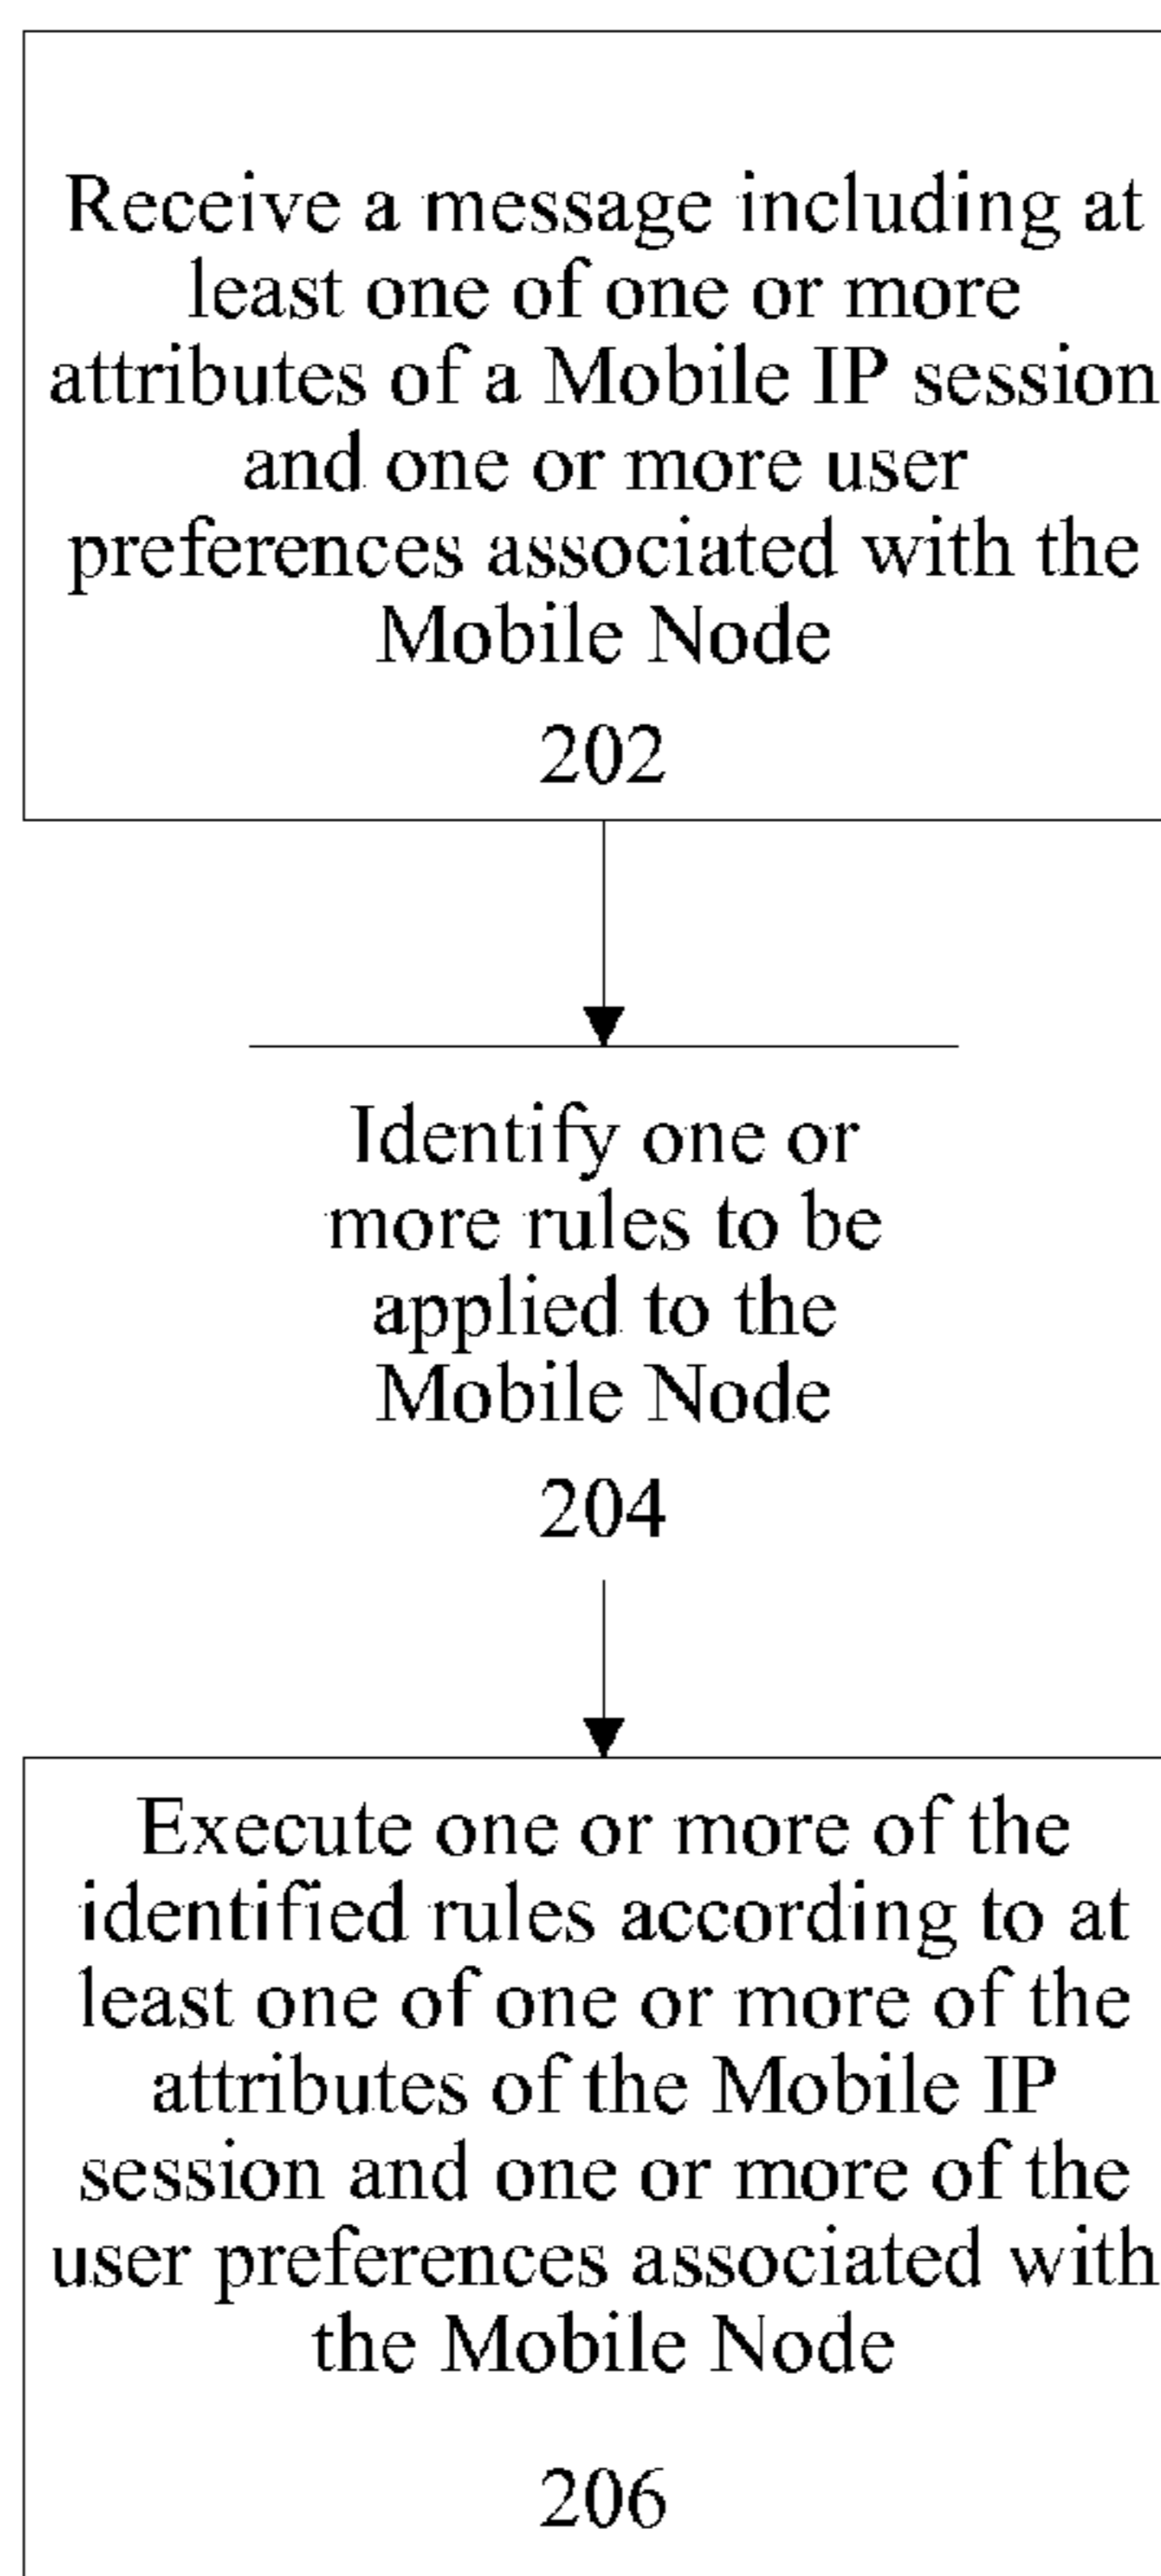 Receive a message including at
least one of one or more
attributes of a Mobile IP session
and one or more user
preferences associated with the
Mobile Node
202
Identify one or
more rules to be
applied to the
Mobile Node
204
Execute one or more of the
identified rules according to at
least one of one or more of the
attributes of the Mobile IP
session and one or more of the
user preferences associated with
the Mobile Node
206